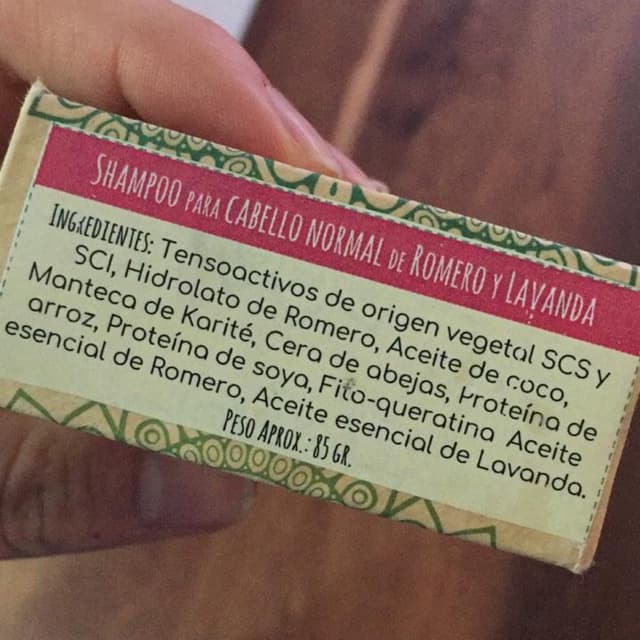 SHAMPOO PARA CABELLO NORMAL DE ROMERO Y LAVANDA
INGREDIENTES: Tensoactivos de origen vegetal SCS y
SCI, Hidrolato de Romero, Aceite de coco,
Manteca de Karité, Cera de abejas, Proteína de
arroz, Proteína de soya, Fito-queratina Aceite
esencial de Romero, Aceite esencial de Lavanda.
PESO APROX.: 85 GR.